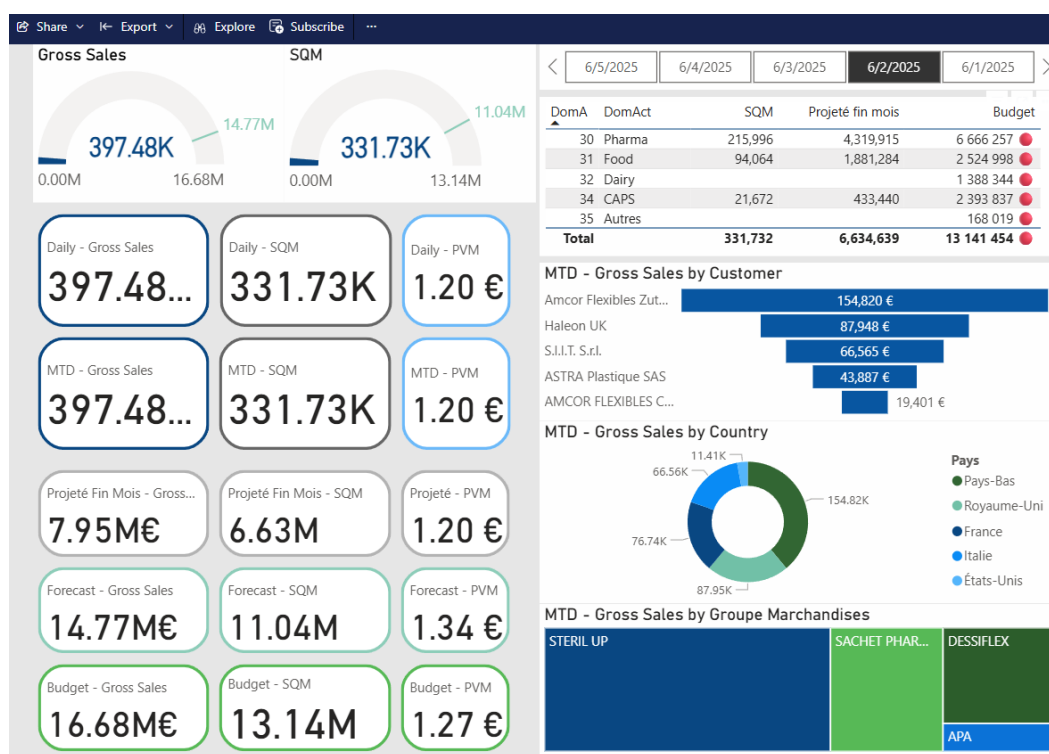 Share Export Explore Subscribe ...
Gross Sales
14.77M
397.48K
0.00M 16.68M
SQM
11.04M
331.73K
0.00M 13.14M
Daily - Gross Sales
397.48...
Daily - SQM
331.73K
Daily - PVM
1.20 €
MTD - Gross Sales
397.48...
MTD - SQM
331.73K
MTD - PVM
1.20 €
Projeté Fin Mois - Gross...
7.95M€
Projeté Fin Mois - SQM
6.63M
Projeté - PVM
1.20 €
Forecast - Gross Sales
14.77M€
Forecast - SQM
11.04M
Forecast - PVM
1.34 €
Budget - Gross Sales
16.68M€
Budget - SQM
13.14M
Budget - PVM
1.27 €
6/5/2025 6/4/2025 6/3/2025 6/2/2025 6/1/2025
DomA DomAct SQM Projeté fin mois Budget
30 Pharma 215,996 4,319,915 6 666 257
31 Food 94,064 1,881,284 2 524 998
32 Dairy 1 388 344
34 CAPS 21,672 433,440 2 393 837
35 Autres 168 019
Total 331,732 6,634,639 13 141 454
MTD - Gross Sales by Customer
Amcor Flexibles Zut... 154,820 €
Haleon UK 87,948 €
S.I.I.T. S.r.l. 66,565 €
ASTRA Plastique SAS 43,887 €
AMCOR FLEXIBLES C... 19,401 €
MTD - Gross Sales by Country
11.41K
66.56K
154.82K
76.74K
87.95K
Pays
Pays-Bas
Royaume-Uni
France
Italie
États-Unis
MTD - Gross Sales by Groupe Marchandises
STERIL UP
SACHET PHAR...
DESSIFLEX
APA